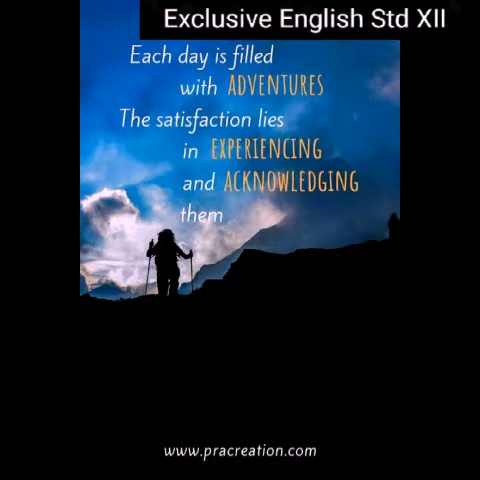 Exclusive English Std XII
Each day is filled
with ADVENTURES
The satisfaction lies
in EXPERIENCING
and ACKNOWLEDGING
them
www.pracreation.com